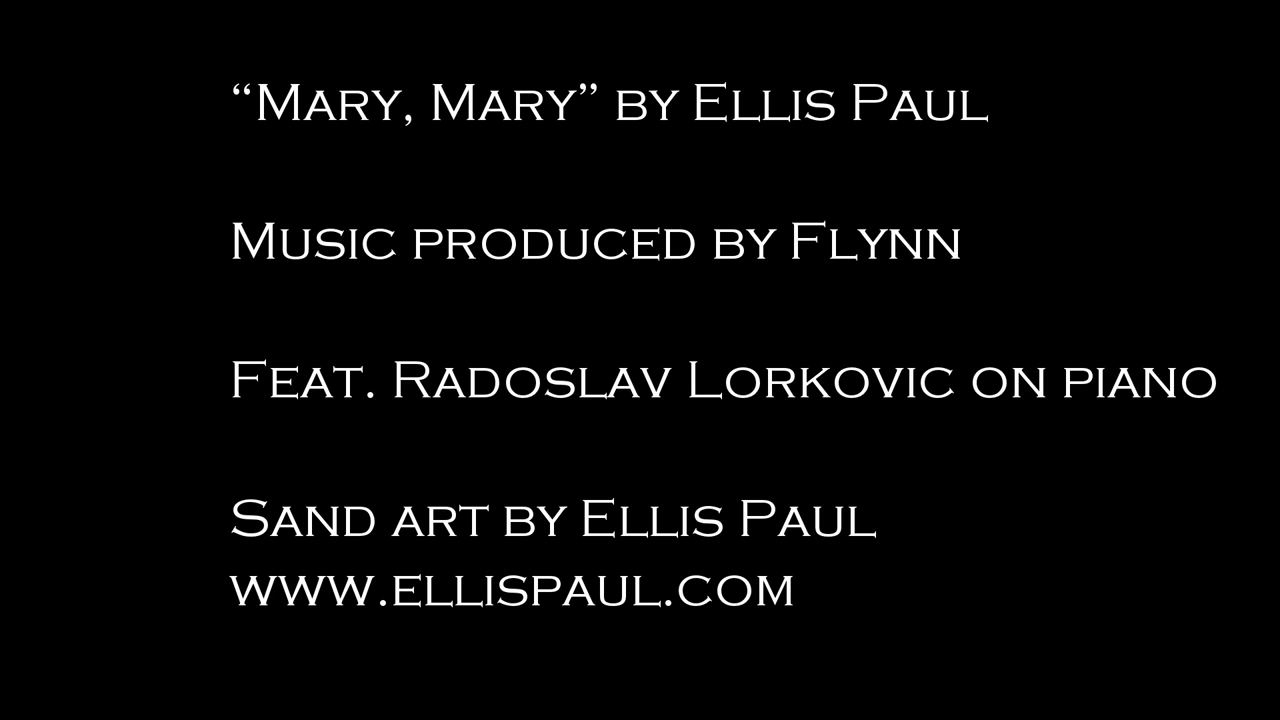 “Mary, Mary” by Ellis Paul
Music produced by Flynn
Feat. Radoslav Lorkovic on piano
Sand art by Ellis Paul
www.ellispaul.com